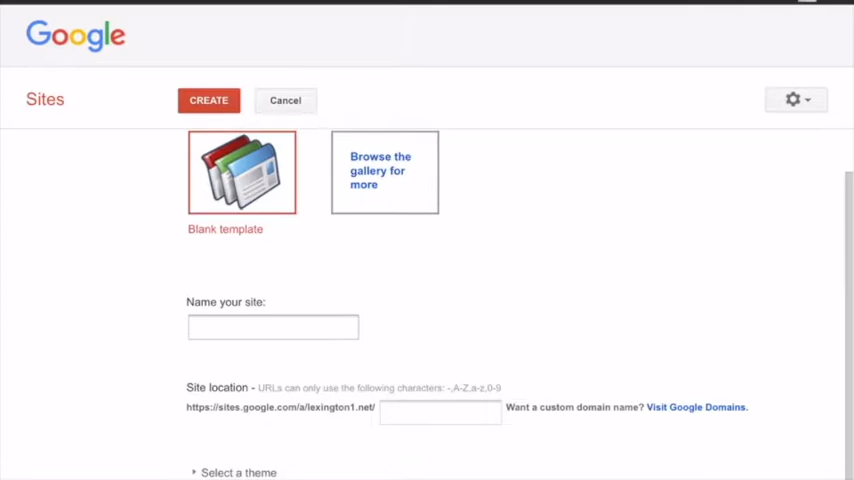 Google
Sites
CREATE
Cancel
Browse the
gallery for
more
Blank template
Name your site:
Site location - URLs can only use the following characters: -,A-Z,a-z,0-9
https://sites.google.com/a/lexington1.net/
Want a custom domain name? Visit Google Domains.
Select a theme